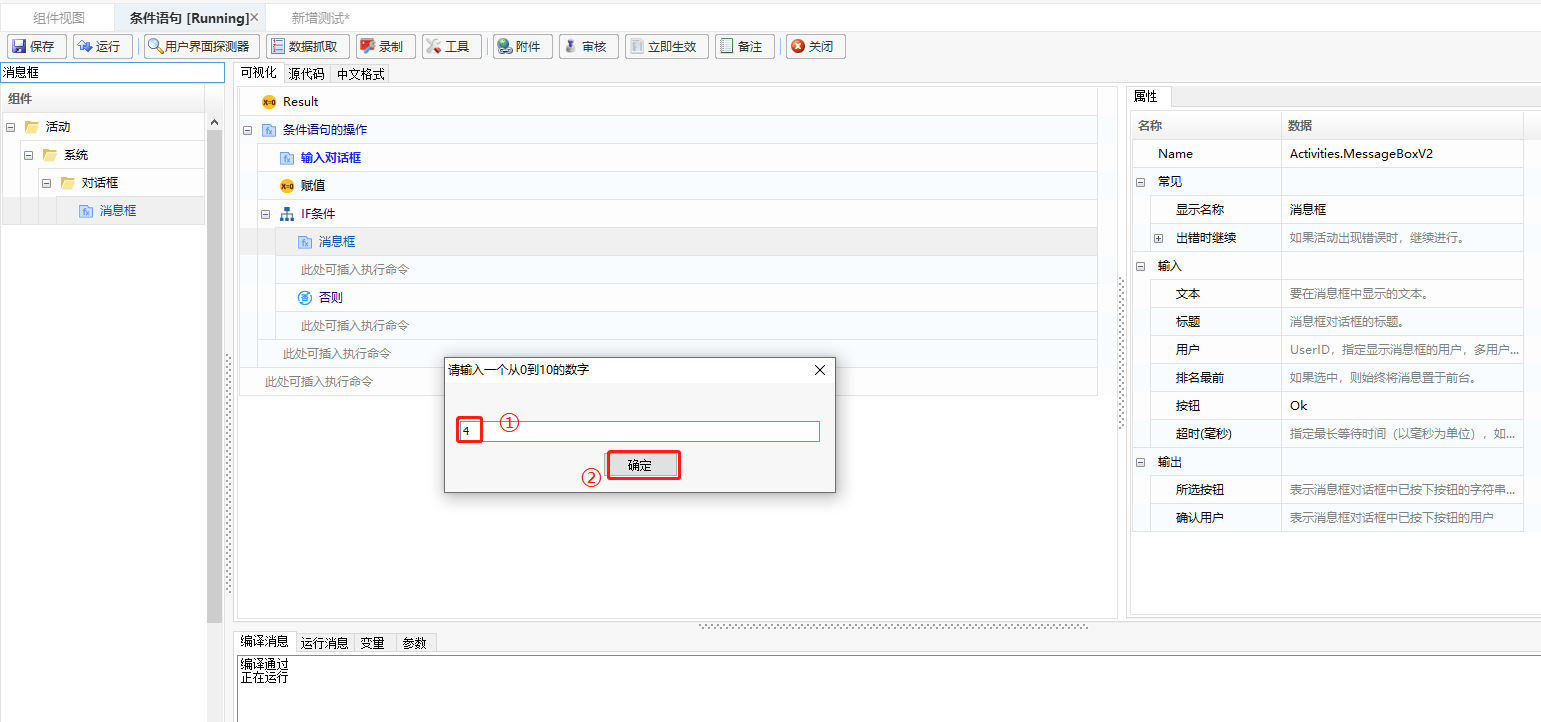 组件视图 条件语句 [Running] 新增测试*
保存 运行 用户界面探测器 数据抓取 录制 工具 附件 审核 立即生效 备注 关闭
消息框
组件
活动
系统
对话框
消息框
可视化 源代码 中文格式
X=0 Result
fx 条件语句的操作
fx 输入对话框
X=0 赋值
IF条件
fx 消息框
此处可插入执行命令
否 否则
此处可插入执行命令
此处可插入执行命令
此处可插入执行命令
请输入一个从0到10的数字
4 ①
② 确定
属性
名称 数据
Name Activities.MessageBoxV2
常见
显示名称 消息框
出错时继续 如果活动出现错误时，继续进行。
输入
文本 要在消息框中显示的文本。
标题 消息框对话框的标题。
用户 UserID，指定显示消息框的用户，多用户...
排名最前 如果选中，则始终将消息置于前台。
按钮 Ok
超时(毫秒) 指定最长等待时间（以毫秒为单位），如...
输出
所选按钮 表示消息框对话框中已按下按钮的字符串...
确认用户 表示消息框对话框中已按下按钮的用户
编译消息 运行消息 变量 参数
编译通过
正在运行